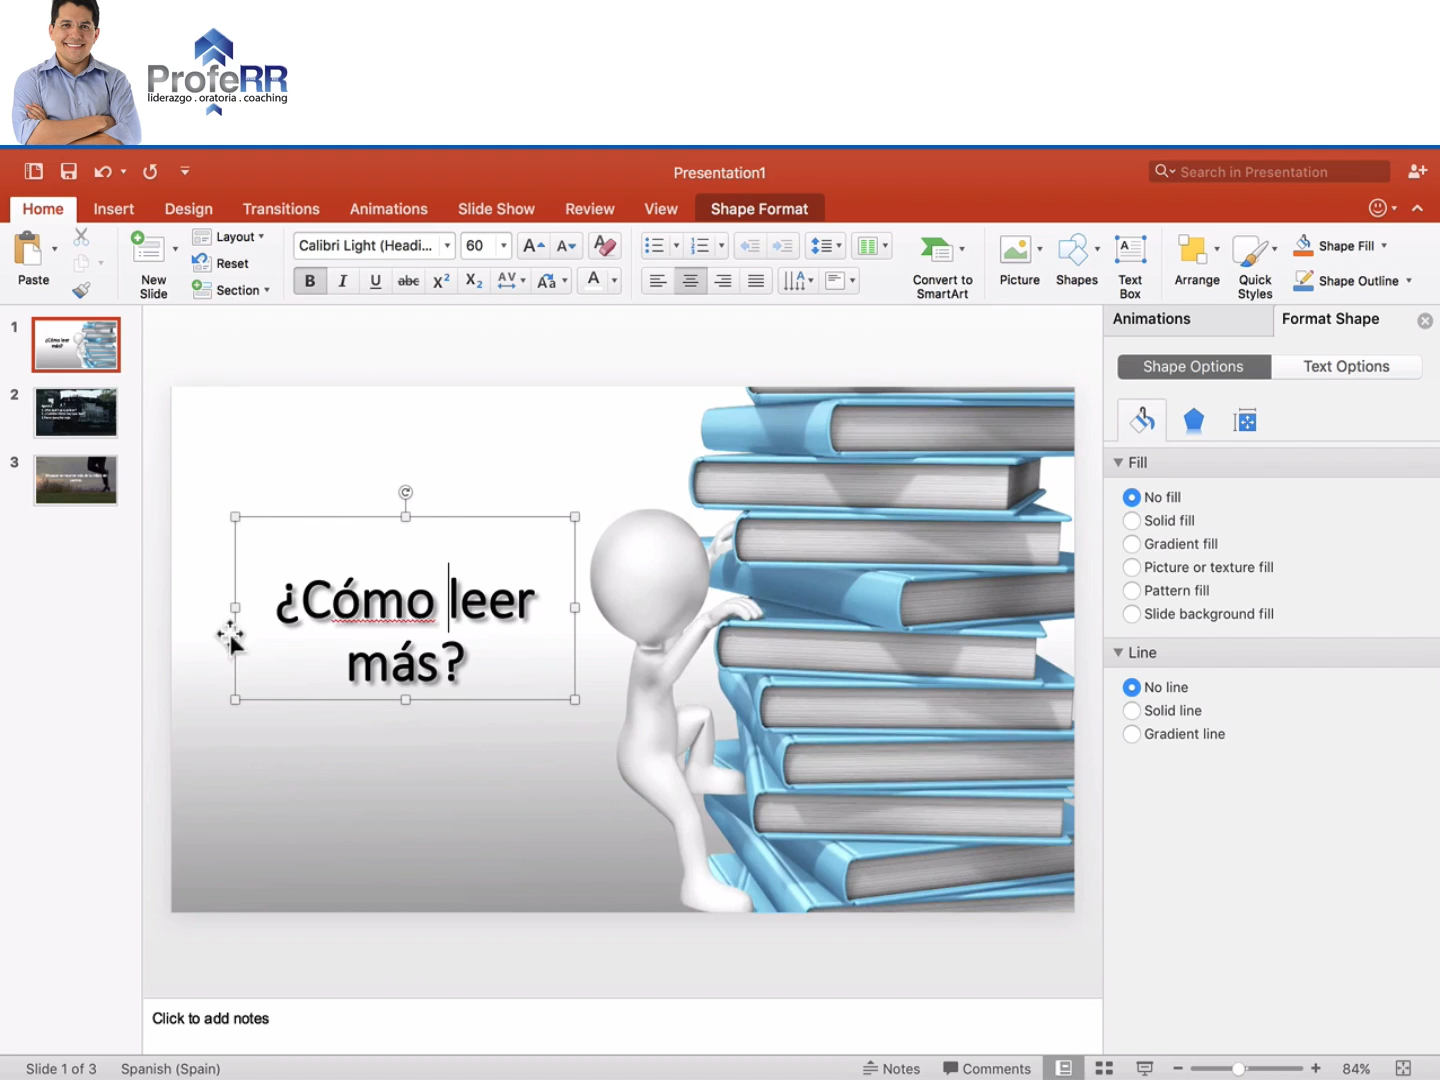 ProfeRR
liderazgo . oratoria . coaching
Presentation1
Search in Presentation
Home
Insert
Design
Transitions
Animations
Slide Show
Review
View
Shape Format
Paste
New
Slide
Layout
Reset
Section
Calibri Light (Headi...
60
Convert to
SmartArt
Picture
Shapes
Text
Box
Arrange
Quick
Styles
Shape Fill
Shape Outline
1
2
3
¿Cómo leer
más?
Animations
Format Shape
Shape Options
Text Options
Fill
No fill
Solid fill
Gradient fill
Picture or texture fill
Pattern fill
Slide background fill
Line
No line
Solid line
Gradient line
Click to add notes
Slide 1 of 3
Spanish (Spain)
Notes
Comments
84%